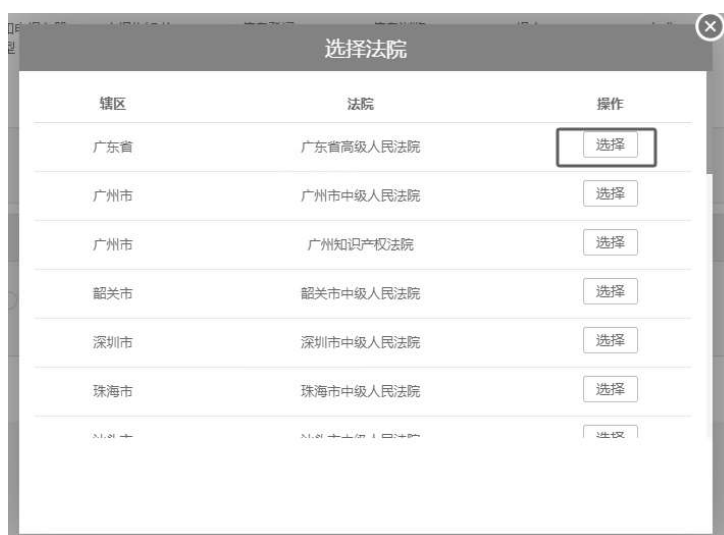 选择法院
辖区 法院 操作
广东省 广东省高级人民法院 选择
广州市 广州市中级人民法院 选择
广州市 广州知识产权法院 选择
韶关市 韶关市中级人民法院 选择
深圳市 深圳市中级人民法院 选择
珠海市 珠海市中级人民法院 选择